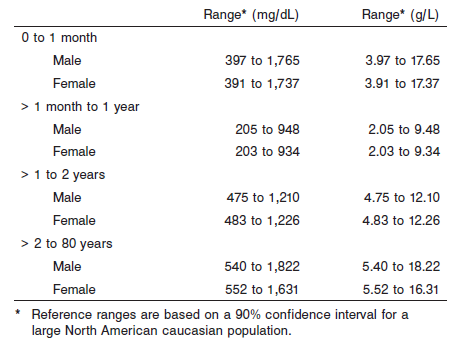 Range* (mg/dL) Range* (g/L)
0 to 1 month
Male 397 to 1,765 3.97 to 17.65
Female 391 to 1,737 3.91 to 17.37
> 1 month to 1 year
Male 205 to 948 2.05 to 9.48
Female 203 to 934 2.03 to 9.34
> 1 to 2 years
Male 475 to 1,210 4.75 to 12.10
Female 483 to 1,226 4.83 to 12.26
> 2 to 80 years
Male 540 to 1,822 5.40 to 18.22
Female 552 to 1,631 5.52 to 16.31
* Reference ranges are based on a 90% confidence interval for a
large North American caucasian population.